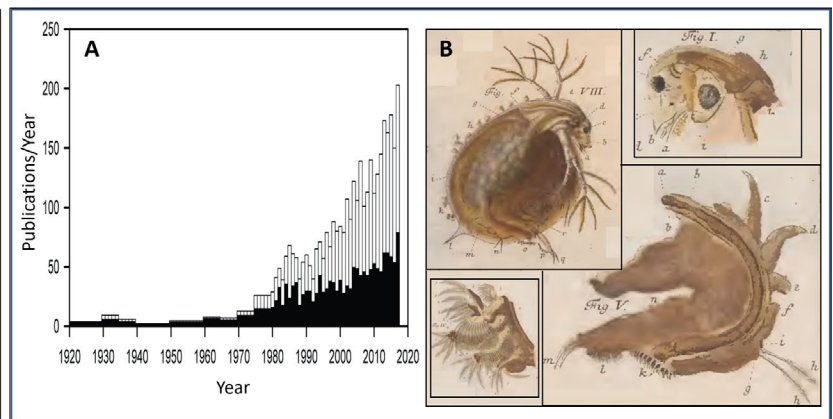 A
250
200
150
100
50
0
Publications/Year
1920 1930 1940 1950 1960 1970 1980 1990 2000 2010 2020
Year
B
Fig. VIII.
d
c
b
k
l
m
n
o
p
q
r
Fig. I.
f
g
h
l
b
a
i
Fig V.
a
b
c
d
b
e
f
n
i
m
l
k
g
h
h